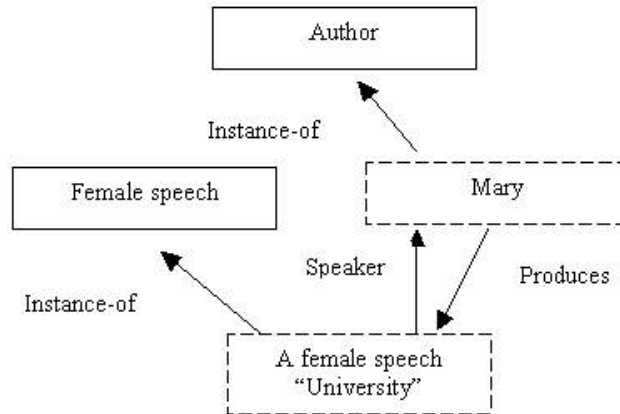 Author
Instance-of
Female speech
Mary
Speaker
Produces
Instance-of
A female speech
“University”